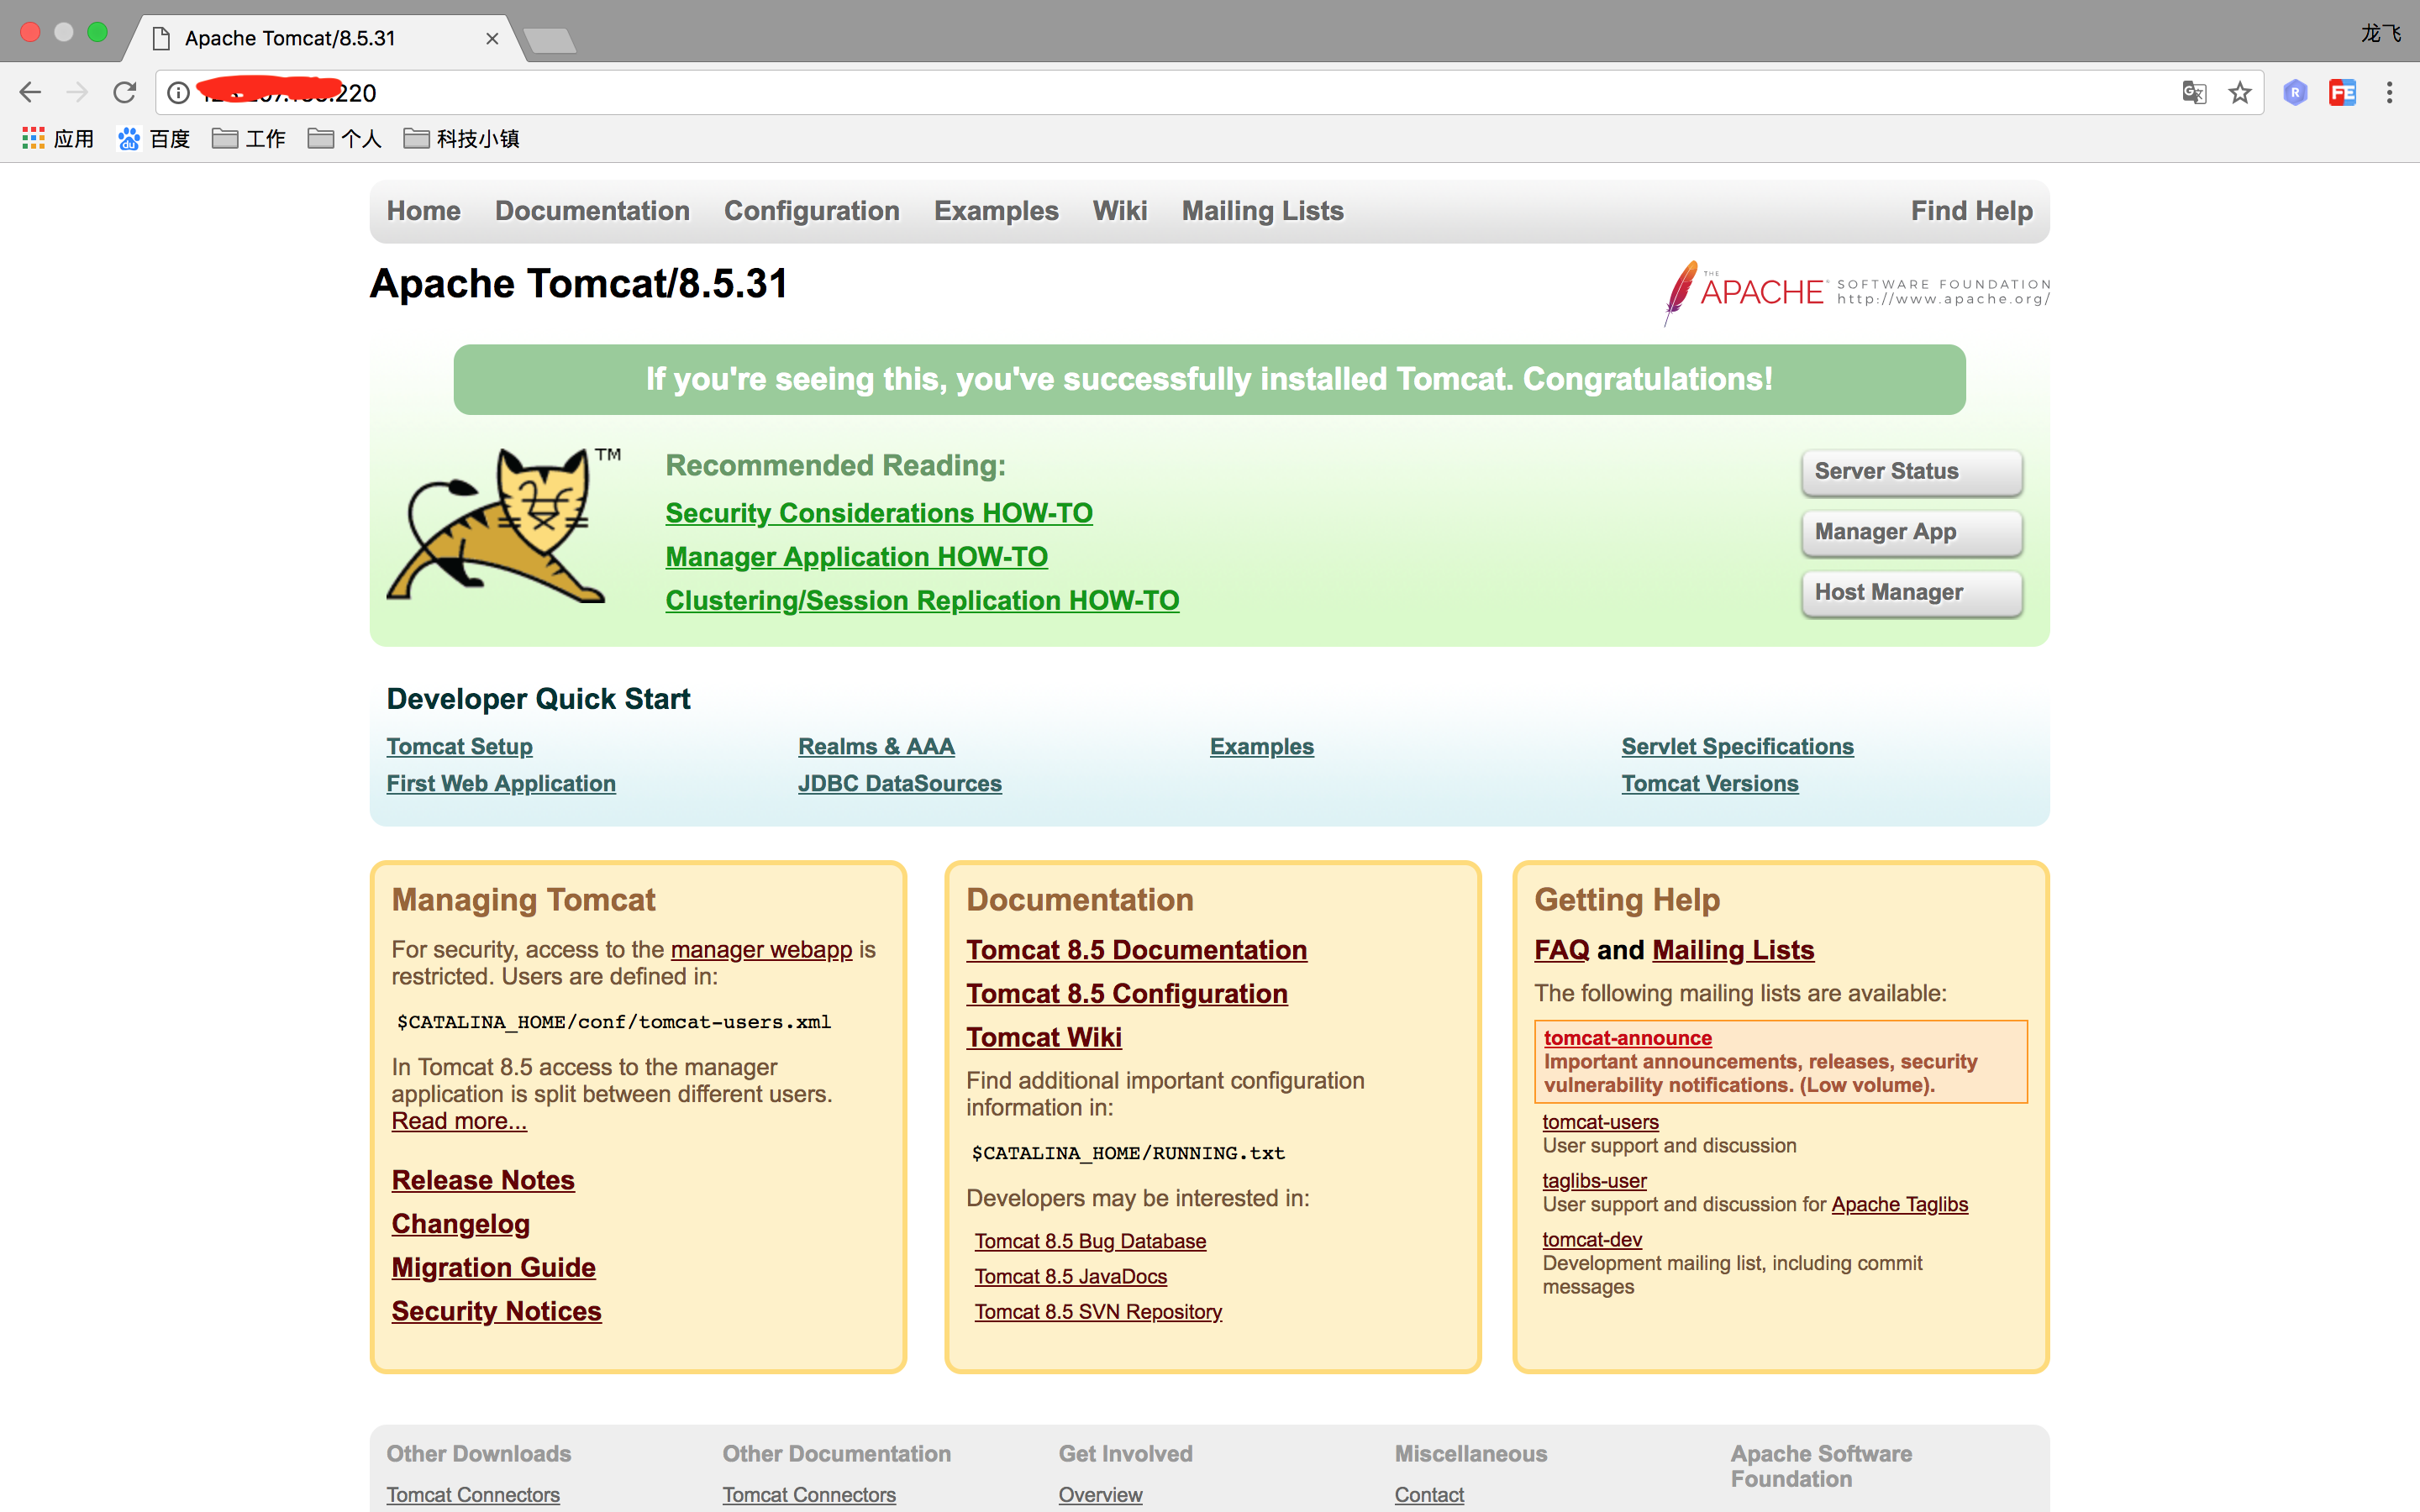 Apache Tomcat/8.5.31
龙飞
.220
应用 百度 工作 个人 科技小镇
Home Documentation Configuration Examples Wiki Mailing Lists Find Help
Apache Tomcat/8.5.31
THE APACHE® SOFTWARE FOUNDATION
http://www.apache.org/
If you're seeing this, you've successfully installed Tomcat. Congratulations!
TM
Recommended Reading:
Security Considerations HOW-TO
Manager Application HOW-TO
Clustering/Session Replication HOW-TO
Server Status
Manager App
Host Manager
Developer Quick Start
Tomcat Setup Realms & AAA Examples Servlet Specifications
First Web Application JDBC DataSources Tomcat Versions
Managing Tomcat
For security, access to the manager webapp is
restricted. Users are defined in:
$CATALINA_HOME/conf/tomcat-users.xml
In Tomcat 8.5 access to the manager
application is split between different users.
Read more...
Release Notes
Changelog
Migration Guide
Security Notices
Documentation
Tomcat 8.5 Documentation
Tomcat 8.5 Configuration
Tomcat Wiki
Find additional important configuration
information in:
$CATALINA_HOME/RUNNING.txt
Developers may be interested in:
Tomcat 8.5 Bug Database
Tomcat 8.5 JavaDocs
Tomcat 8.5 SVN Repository
Getting Help
FAQ and Mailing Lists
The following mailing lists are available:
tomcat-announce
Important announcements, releases, security
vulnerability notifications. (Low volume).
tomcat-users
User support and discussion
taglibs-user
User support and discussion for Apache Taglibs
tomcat-dev
Development mailing list, including commit
messages
Other Downloads Other Documentation Get Involved Miscellaneous Apache Software
Foundation
Tomcat Connectors Tomcat Connectors Overview Contact